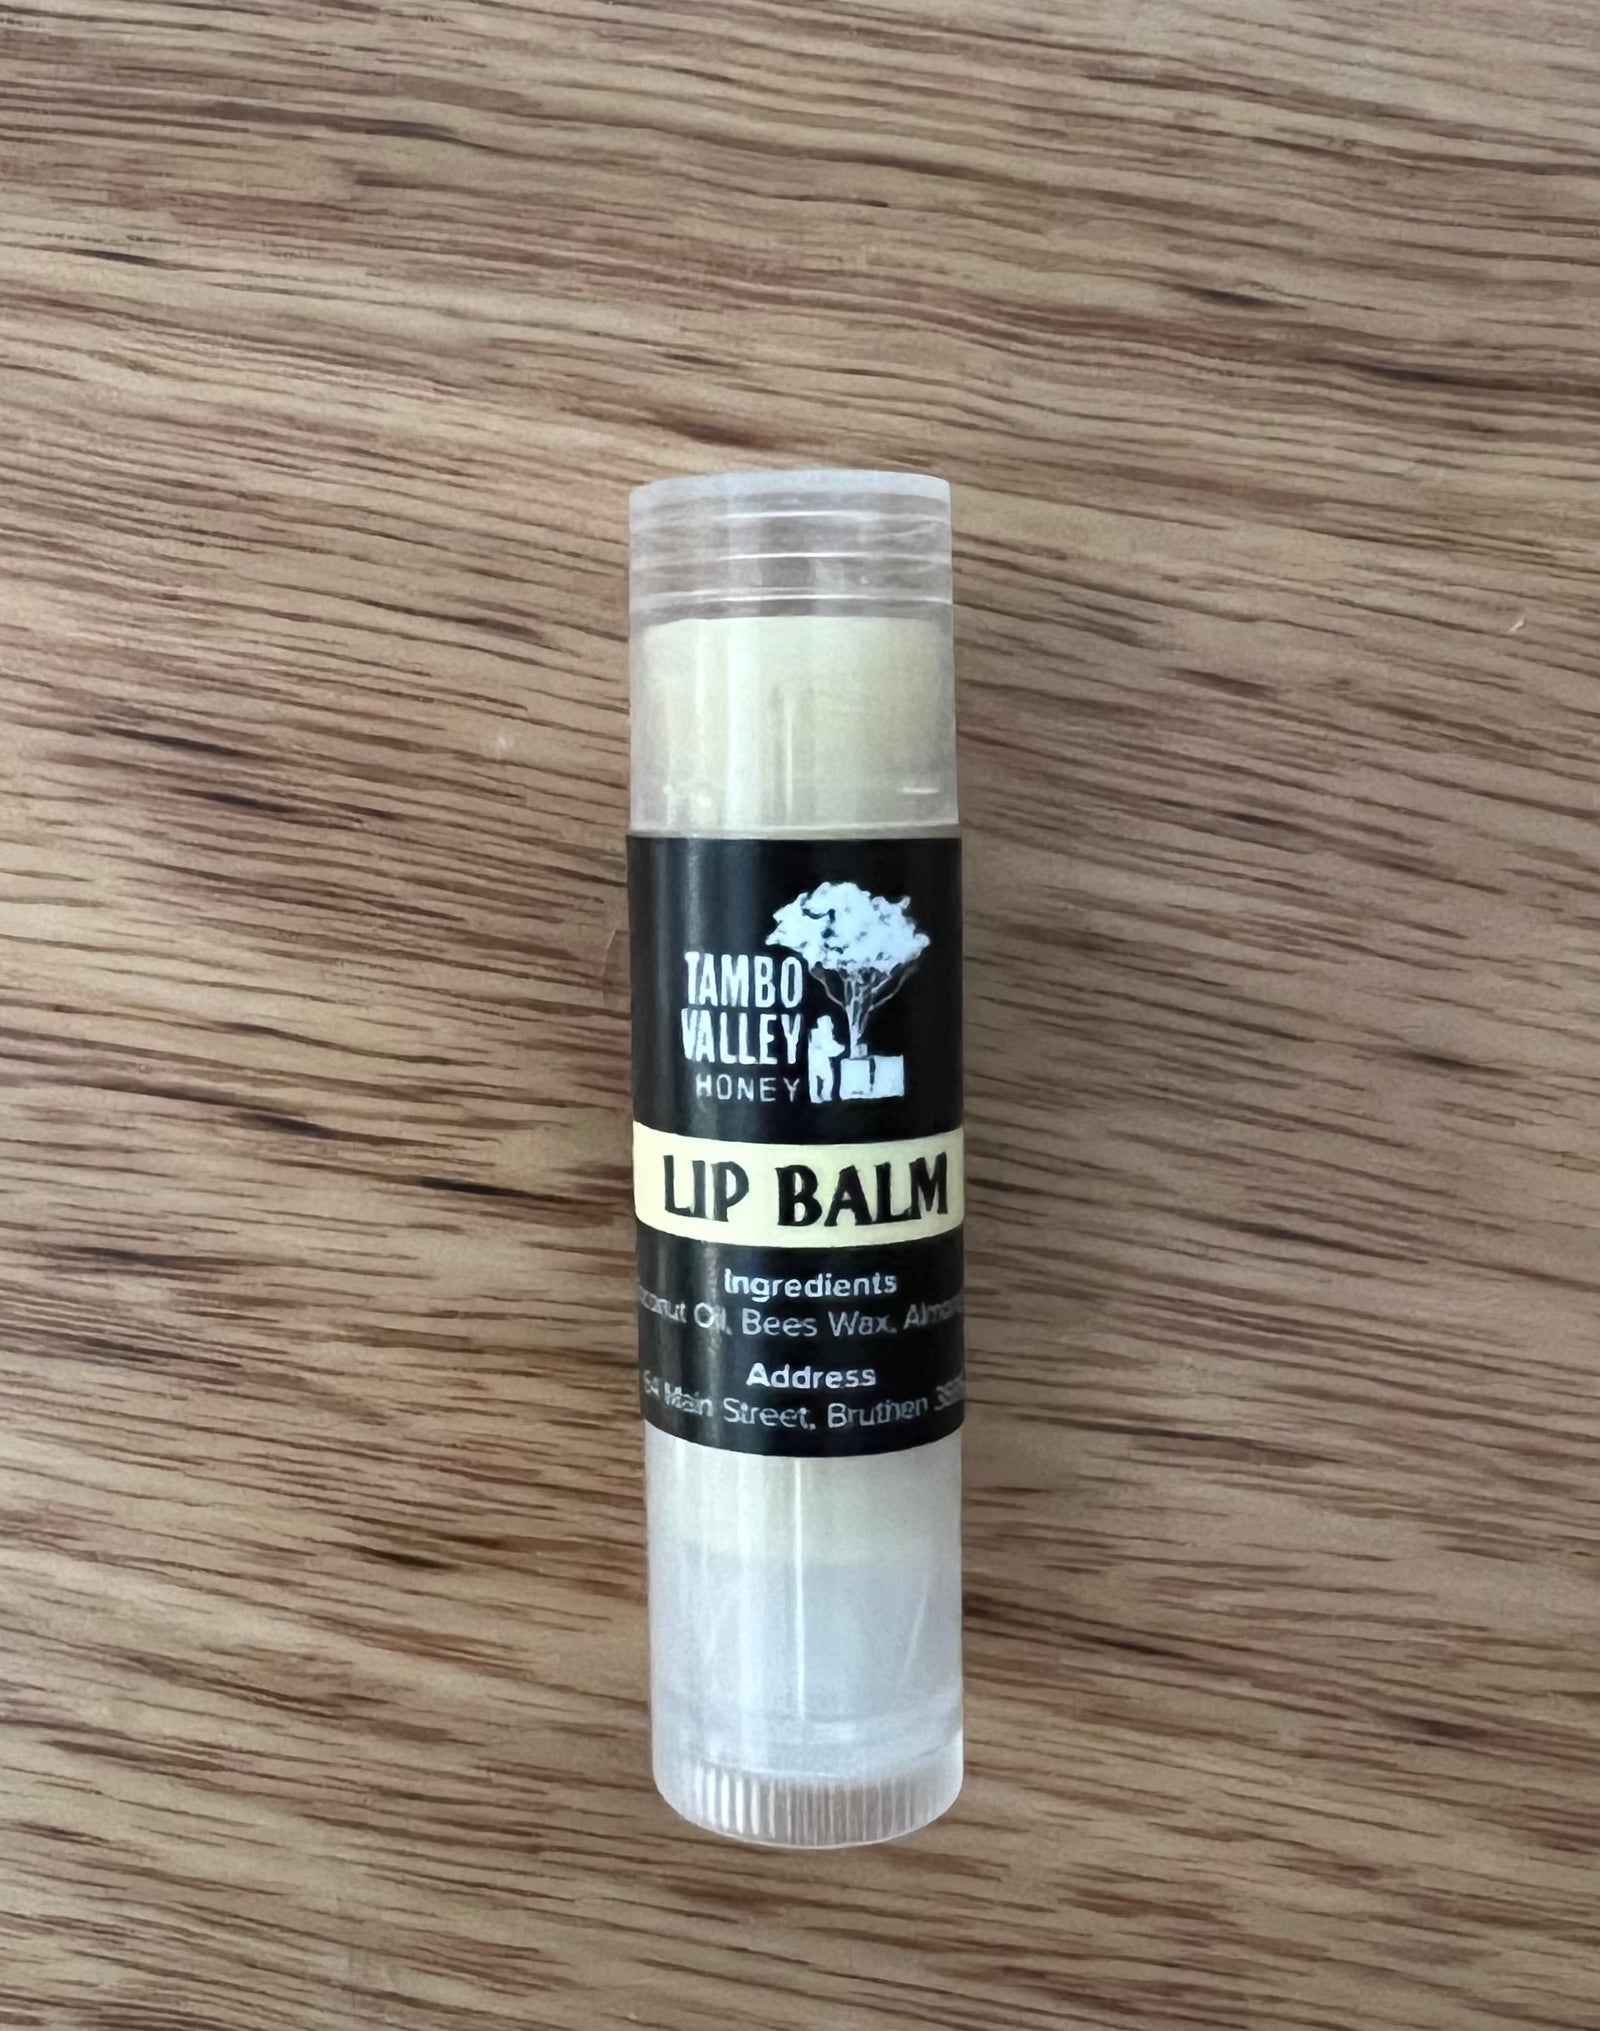 TAMBO
VALLEY
HONEY
LIP BALM
Ingredients
Oil, Bees Wax,
Address
Main Street, Bruthen